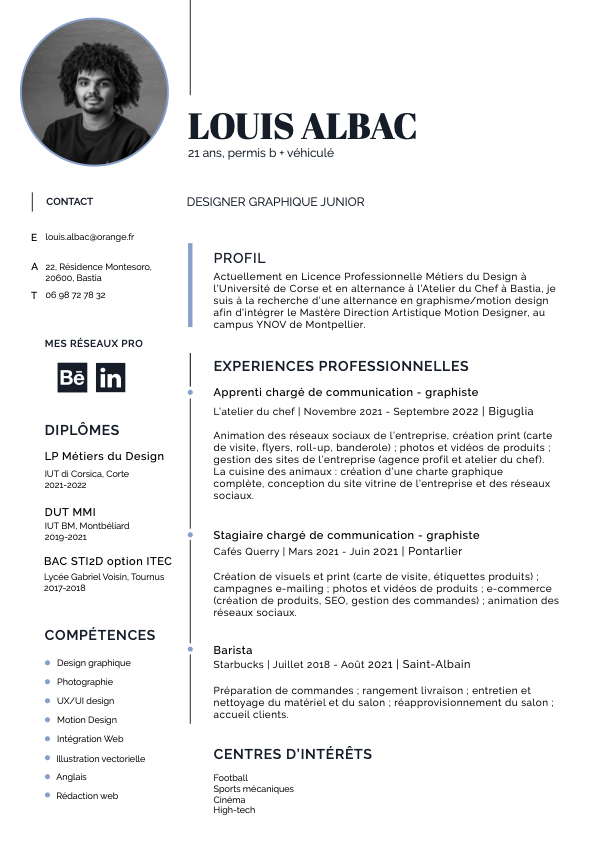 LOUIS ALBAC
21 ans, permis b + véhiculé
DESIGNER GRAPHIQUE JUNIOR
CONTACT
E louis.albac@orange.fr
A 22, Résidence Montesoro,
20600, Bastia
T 06 98 72 78 32
MES RÉSEAUX PRO
Bē in
DIPLÔMES
LP Métiers du Design
IUT di Corsica, Corte
2021-2022
DUT MMI
IUT BM, Montbéliard
2019-2021
BAC STI2D option ITEC
Lycée Gabriel Voisin, Tournus
2017-2018
COMPÉTENCES
Design graphique
Photographie
UX/UI design
Motion Design
Intégration Web
Illustration vectorielle
Anglais
Rédaction web
PROFIL
Actuellement en Licence Professionnelle Métiers du Design à
l'Université de Corse et en alternance à l'Atelier du Chef à Bastia, je
suis à la recherche d'une alternance en graphisme/motion design
afin d'intégrer le Mastère Direction Artistique Motion Designer, au
campus YNOV de Montpellier.
EXPERIENCES PROFESSIONNELLES
Apprenti chargé de communication - graphiste
L'atelier du chef | Novembre 2021 - Septembre 2022 | Biguglia
Animation des réseaux sociaux de l'entreprise, création print (carte
de visite, flyers, roll-up, banderole) ; photos et vidéos de produits ;
gestion des sites de l'entreprise (agence profil et atelier du chef).
La cuisine des animaux : création d'une charte graphique
complète, conception du site vitrine de l'entreprise et des réseaux
sociaux.
Stagiaire chargé de communication - graphiste
Cafés Querry | Mars 2021 - Juin 2021 | Pontarlier
Création de visuels et print (carte de visite, étiquettes produits) ;
campagnes e-mailing ; photos et vidéos de produits ; e-commerce
(création de produits, SEO, gestion des commandes) ; animation des
réseaux sociaux.
Barista
Starbucks | Juillet 2018 - Août 2021 | Saint-Albain
Préparation de commandes ; rangement livraison ; entretien et
nettoyage du matériel et du salon ; réapprovisionnement du salon ;
accueil clients.
CENTRES D'INTÉRÊTS
Football
Sports mécaniques
Cinéma
High-tech